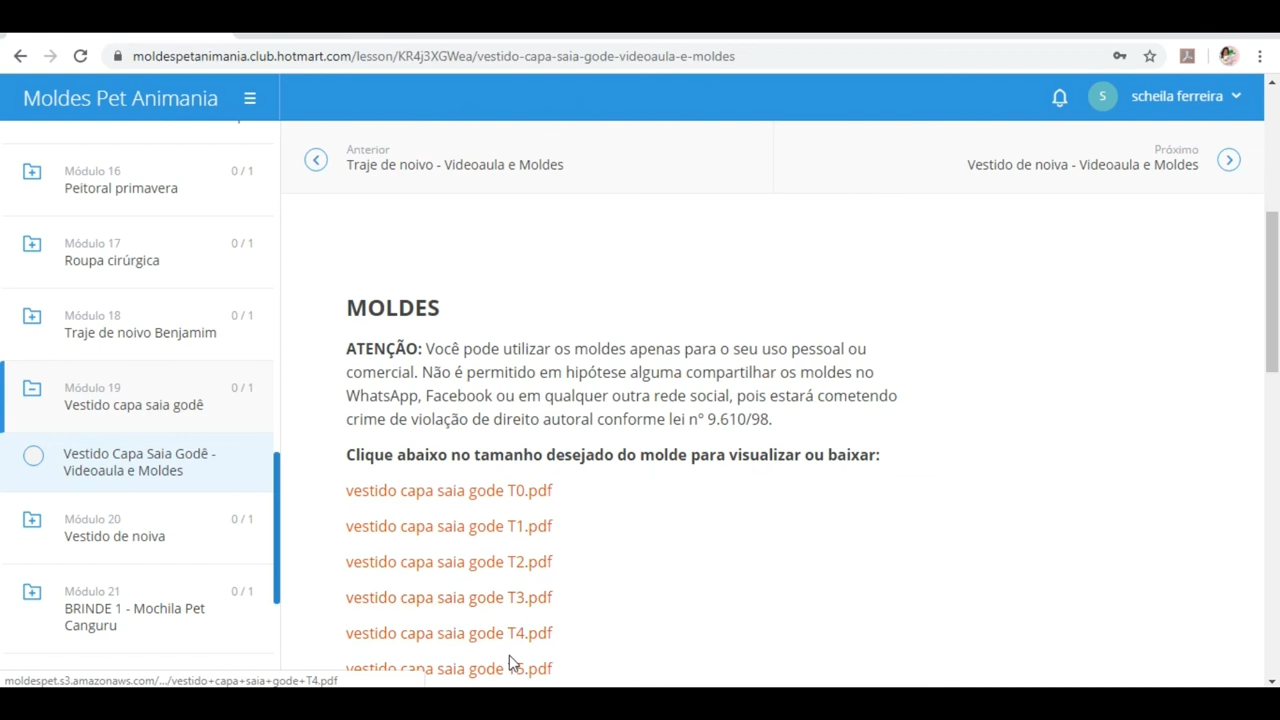 moldespetanimania.club.hotmart.com/lesson/KR4j3XGWea/vestido-capa-saia-gode-videoaula-e-moldes
Moldes Pet Animania
S
scheila ferreira
Módulo 16
0 / 1
Peitoral primavera
Módulo 17
0 / 1
Roupa cirúrgica
Módulo 18
0 / 1
Traje de noivo Benjamim
Módulo 19
0 / 1
Vestido capa saia godê
Vestido Capa Saia Godê -
Videoaula e Moldes
Módulo 20
0 / 1
Vestido de noiva
Módulo 21
0 / 1
BRINDE 1 - Mochila Pet
Canguru
Anterior
Traje de noivo - Videoaula e Moldes
Próximo
Vestido de noiva - Videoaula e Moldes
MOLDES
ATENÇÃO: Você pode utilizar os moldes apenas para o seu uso pessoal ou
comercial. Não é permitido em hipótese alguma compartilhar os moldes no
WhatsApp, Facebook ou em qualquer outra rede social, pois estará cometendo
crime de violação de direito autoral conforme lei nº 9.610/98.
Clique abaixo no tamanho desejado do molde para visualizar ou baixar:
vestido capa saia gode T0.pdf
vestido capa saia gode T1.pdf
vestido capa saia gode T2.pdf
vestido capa saia gode T3.pdf
vestido capa saia gode T4.pdf
vestido capa saia gode
moldespet.s3.amazonaws.com/.../vestido+capa+saia+gode+T4.pdf